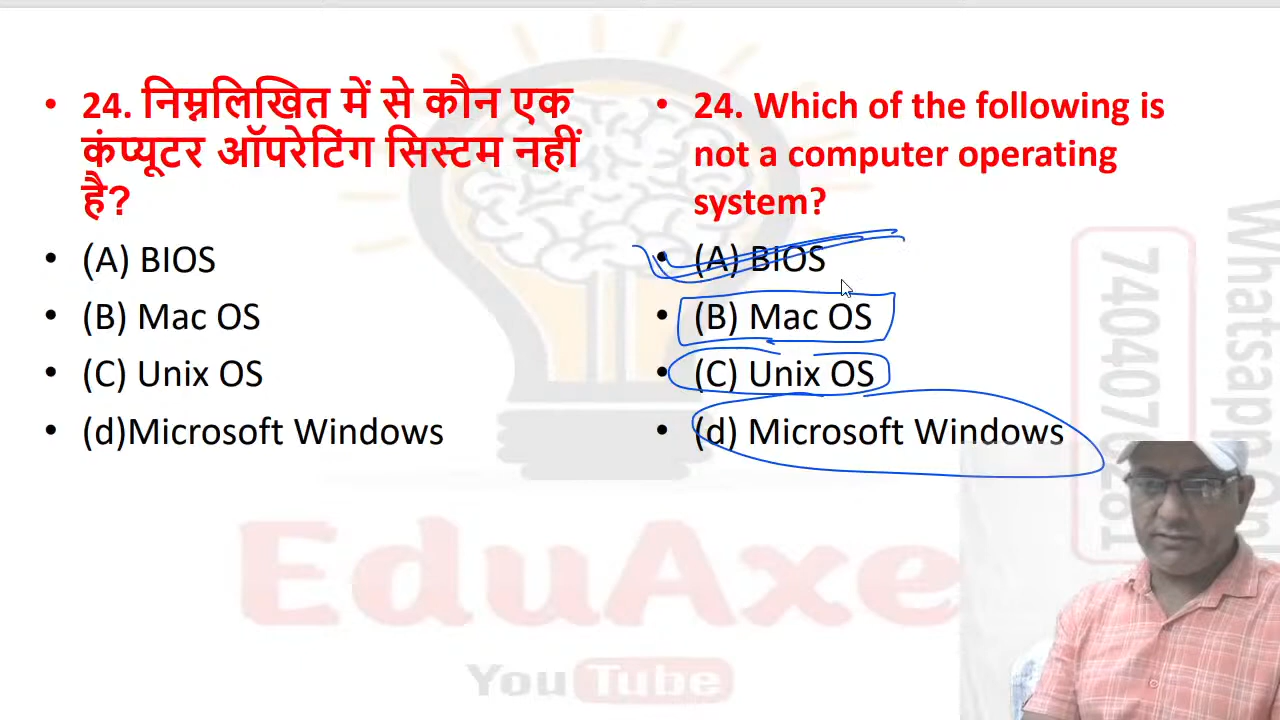 • 24. निम्नलिखित में से कौन एक
कंप्यूटर ऑपरेटिंग सिस्टम नहीं
है?
• (A) BIOS
• (B) Mac OS
• (C) Unix OS
• (d)Microsoft Windows
• 24. Which of the following is
not a computer operating
system?
• (A) BIOS
• (B) Mac OS
• (C) Unix OS
• (d) Microsoft Windows
EduAxe
YouTube